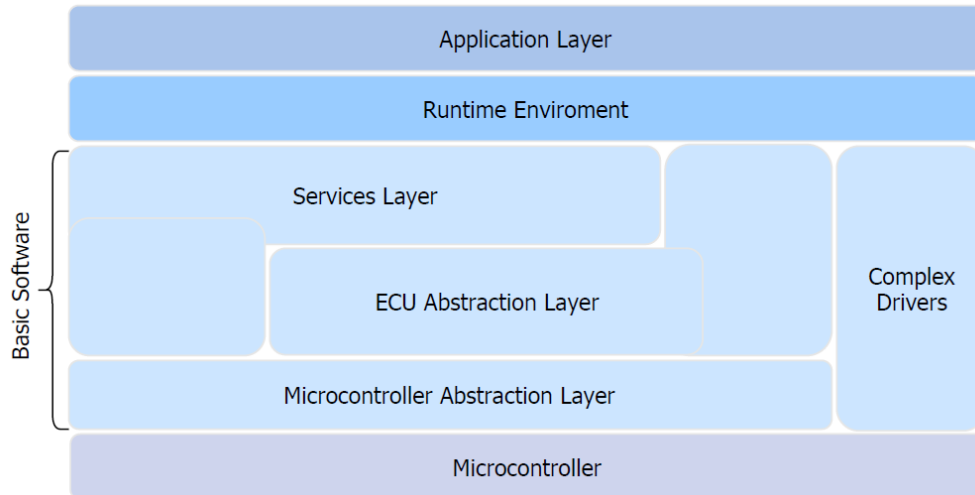 Application Layer
Runtime Enviroment
Services Layer
ECU Abstraction Layer
Complex
Drivers
Microcontroller Abstraction Layer
Microcontroller
Basic Software